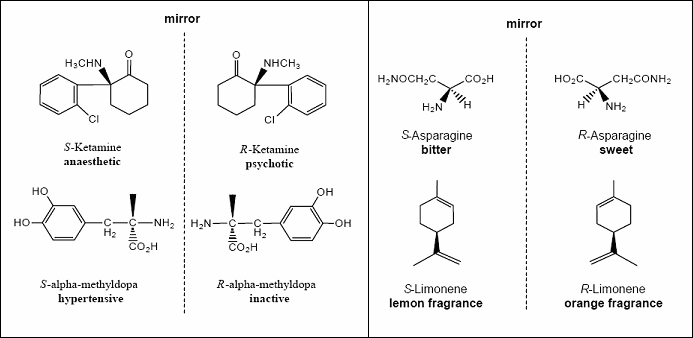 mirror
H₃CHN
O
Cl
O
NHCH₃
Cl
S-Ketamine
anaesthetic
R-Ketamine
psychotic
HO
HO
C
H₂
NH₂
CO₂H
H₂N
CO₂H
C
H₂
OH
OH
S-alpha-methyldopa
hypertensive
R-alpha-methyldopa
inactive
mirror
H₂NOCH₂C
CO₂H
H₂N
H
HO₂C
CH₂CONH₂
H
NH₂
S-Asparagine
bitter
R-Asparagine
sweet
S-Limonene
lemon fragrance
R-Limonene
orange fragrance